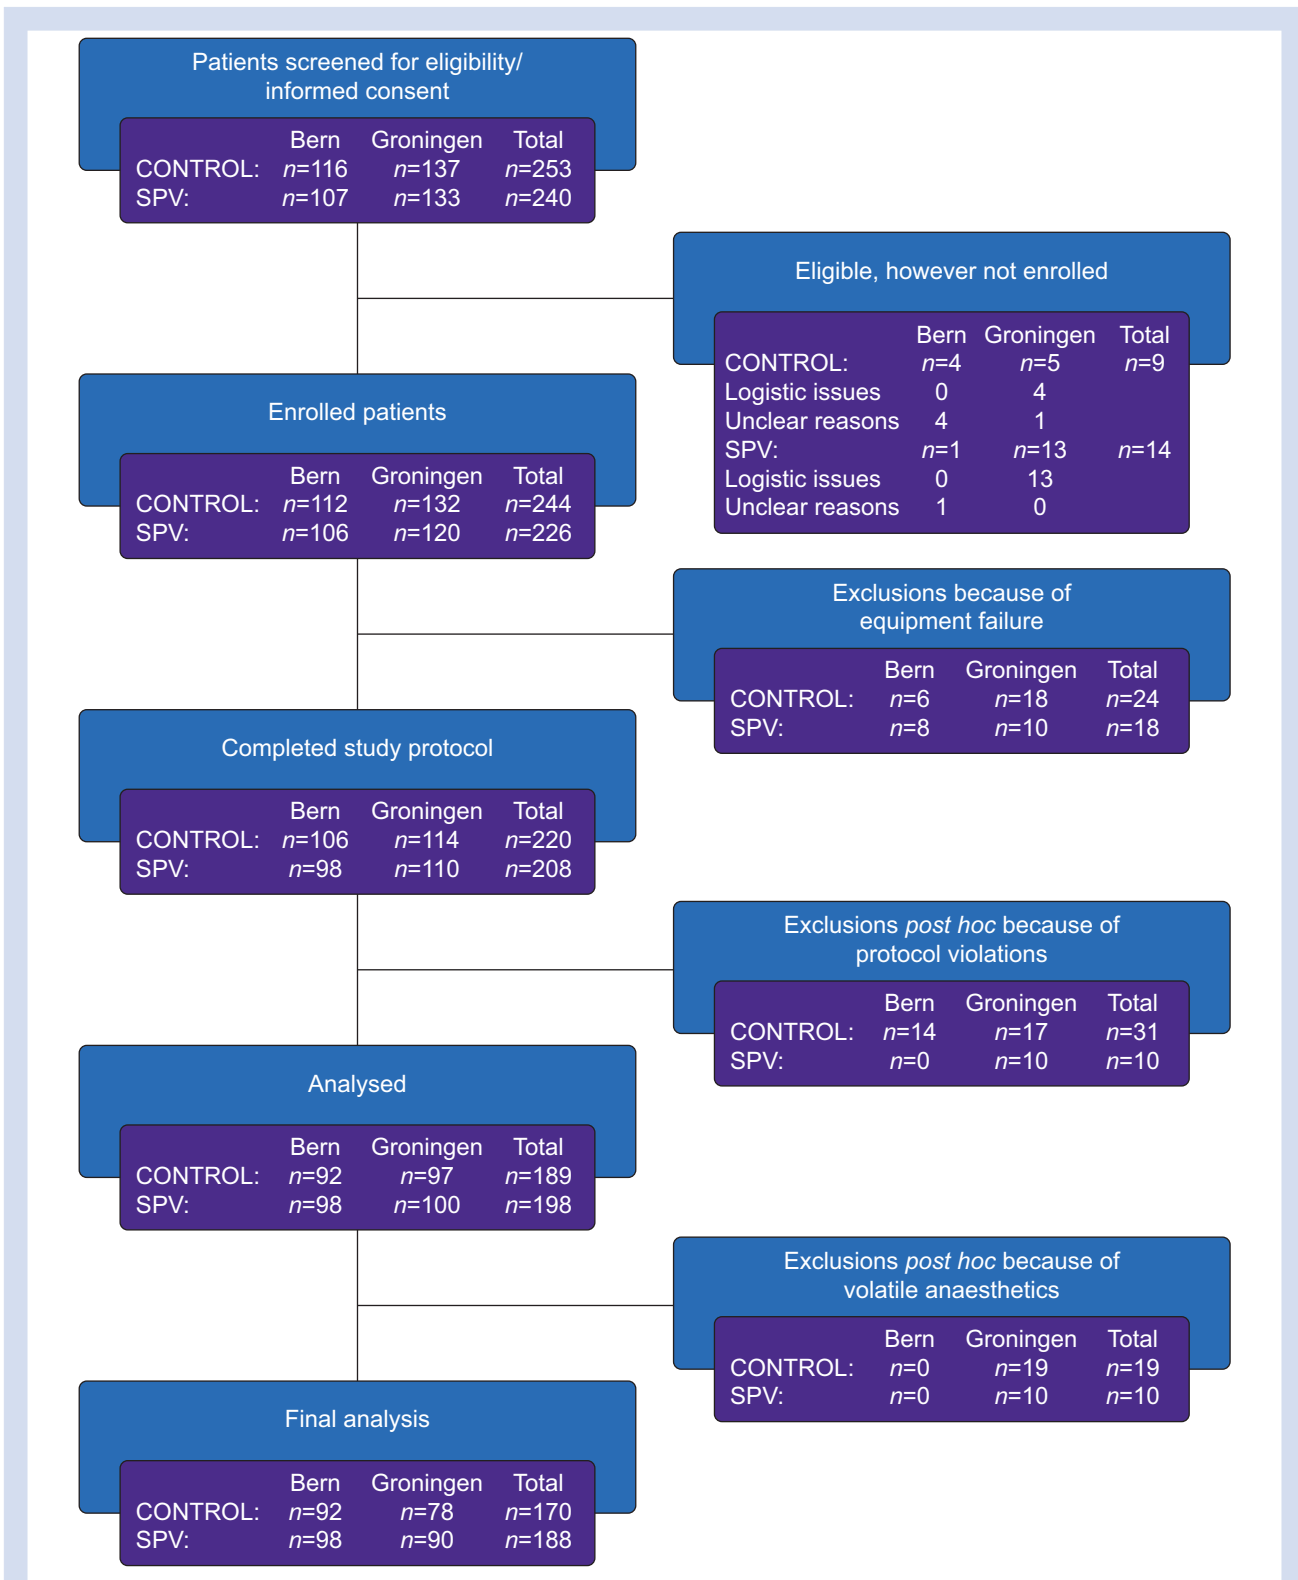 Patients screened for eligibility/
informed consent
Bern Groningen Total
CONTROL: n=116 n=137 n=253
SPV: n=107 n=133 n=240
Eligible, however not enrolled
Bern Groningen Total
CONTROL: n=4 n=5 n=9
Logistic issues 0 4
Unclear reasons 4 1
SPV: n=1 n=13 n=14
Logistic issues 0 13
Unclear reasons 1 0
Enrolled patients
Bern Groningen Total
CONTROL: n=112 n=132 n=244
SPV: n=106 n=120 n=226
Exclusions because of
equipment failure
Bern Groningen Total
CONTROL: n=6 n=18 n=24
SPV: n=8 n=10 n=18
Completed study protocol
Bern Groningen Total
CONTROL: n=106 n=114 n=220
SPV: n=98 n=110 n=208
Exclusions post hoc because of
protocol violations
Bern Groningen Total
CONTROL: n=14 n=17 n=31
SPV: n=0 n=10 n=10
Analysed
Bern Groningen Total
CONTROL: n=92 n=97 n=189
SPV: n=98 n=100 n=198
Exclusions post hoc because of
volatile anaesthetics
Bern Groningen Total
CONTROL: n=0 n=19 n=19
SPV: n=0 n=10 n=10
Final analysis
Bern Groningen Total
CONTROL: n=92 n=78 n=170
SPV: n=98 n=90 n=188